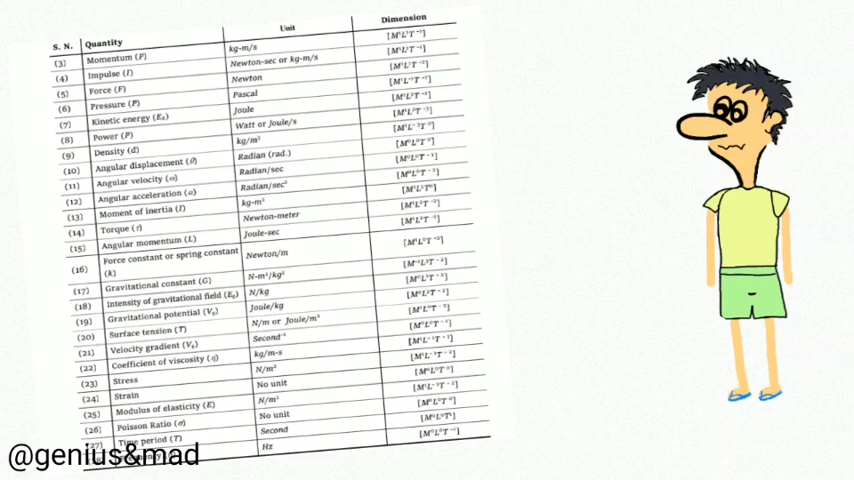 S. N. Quantity Unit Dimension
(3) Momentum (P) kg-m/s [M¹L¹T⁻¹]
(4) Impulse (I) Newton-sec or kg-m/s [M¹L¹T⁻¹]
(5) Force (F) Newton [M¹L¹T⁻²]
(6) Pressure (P) Pascal [M¹L⁻¹T⁻²]
(7) Kinetic energy (E_K) Joule [M¹L²T⁻²]
(8) Power (P) Watt or Joule/s [M¹L²T⁻³]
(9) Density (d) kg/m³ [M¹L⁻³T⁰]
(10) Angular displacement (θ) Radian (rad.) [M⁰L⁰T⁰]
(11) Angular velocity (ω) Radian/sec [M⁰L⁰T⁻¹]
(12) Angular acceleration (α) Radian/sec² [M⁰L⁰T⁻²]
(13) Moment of inertia (I) kg-m² [M¹L²T⁰]
(14) Torque (τ) Newton-meter [M¹L²T⁻²]
(15) Angular momentum (L) Joule-sec [M¹L²T⁻¹]
(16) Force constant or spring constant (k) Newton/m [M¹L⁰T⁻²]
(17) Gravitational constant (G) N-m²/kg² [M⁻¹L³T⁻²]
(18) Intensity of gravitational field (E_g) N/kg [M⁰L¹T⁻²]
(19) Gravitational potential (V_g) Joule/kg [M⁰L²T⁻²]
(20) Surface tension (T) N/m or Joule/m² [M¹L⁰T⁻²]
(21) Velocity gradient (V_g) Second⁻¹ [M⁰L⁰T⁻¹]
(22) Coefficient of viscosity (η) kg/m-s [M¹L⁻¹T⁻¹]
(23) Stress N/m² [M¹L⁻¹T⁻²]
(24) Strain No unit [M⁰L⁰T⁰]
(25) Modulus of elasticity (E) N/m² [M¹L⁻¹T⁻²]
(26) Poisson Ratio (σ) No unit [M⁰L⁰T⁰]
(27) Time period (T) Second [M⁰L⁰T¹]
Hz [M⁰L⁰T⁻¹]
@genius&mad